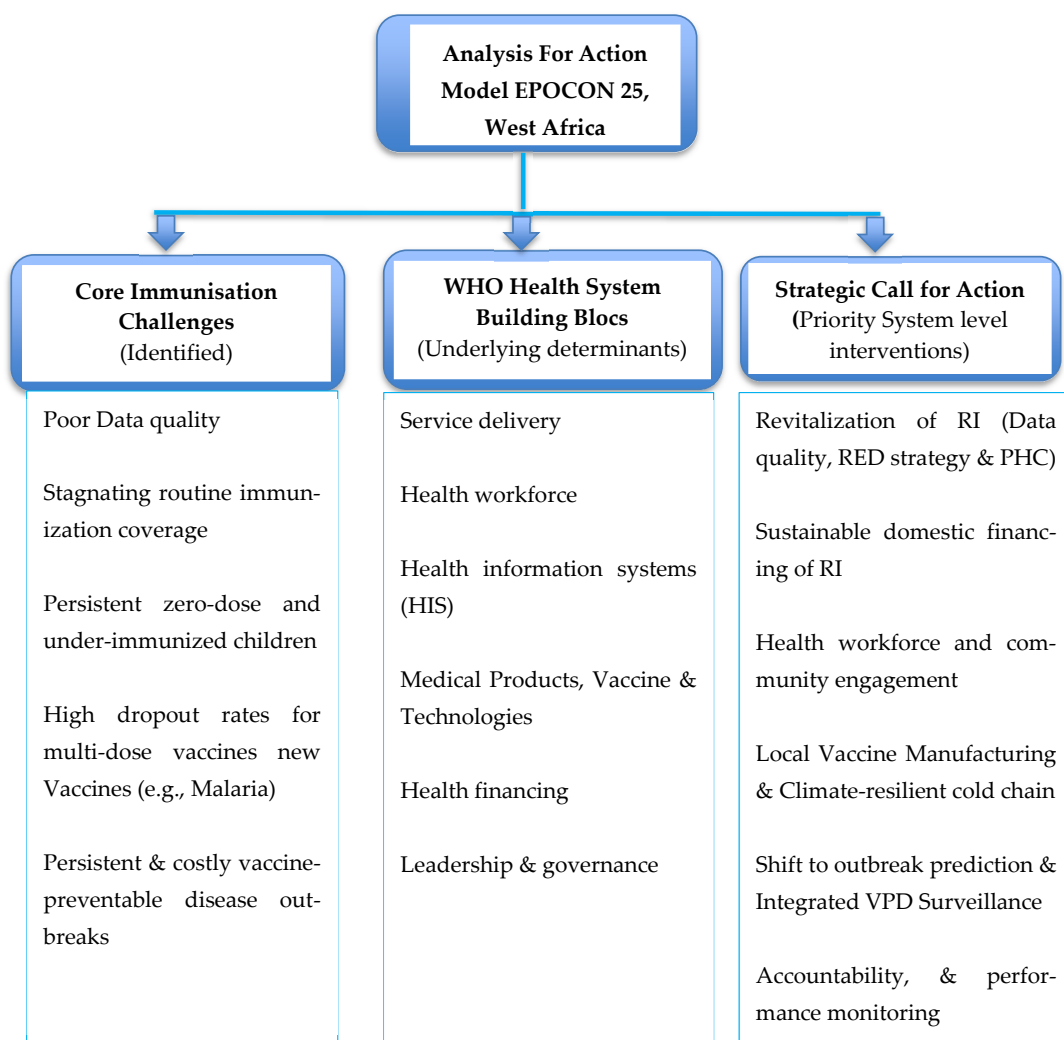 Analysis For Action
Model EPOCON 25,
West Africa
Core Immunisation
Challenges
(Identified)
Poor Data quality
Stagnating routine immun-
ization coverage
Persistent zero-dose and
under-immunized children
High dropout rates for
multi-dose vaccines new
Vaccines (e.g., Malaria)
Persistent & costly vaccine-
preventable disease out-
breaks
WHO Health System
Building Blocs
(Underlying determinants)
Service delivery
Health workforce
Health information systems
(HIS)
Medical Products, Vaccine &
Technologies
Health financing
Leadership & governance
Strategic Call for Action
(Priority System level
interventions)
Revitalization of RI (Data
quality, RED strategy & PHC)
Sustainable domestic financ-
ing of RI
Health workforce and com-
munity engagement
Local Vaccine Manufacturing
& Climate-resilient cold chain
Shift to outbreak prediction &
Integrated VPD Surveillance
Accountability, & perfor-
mance monitoring